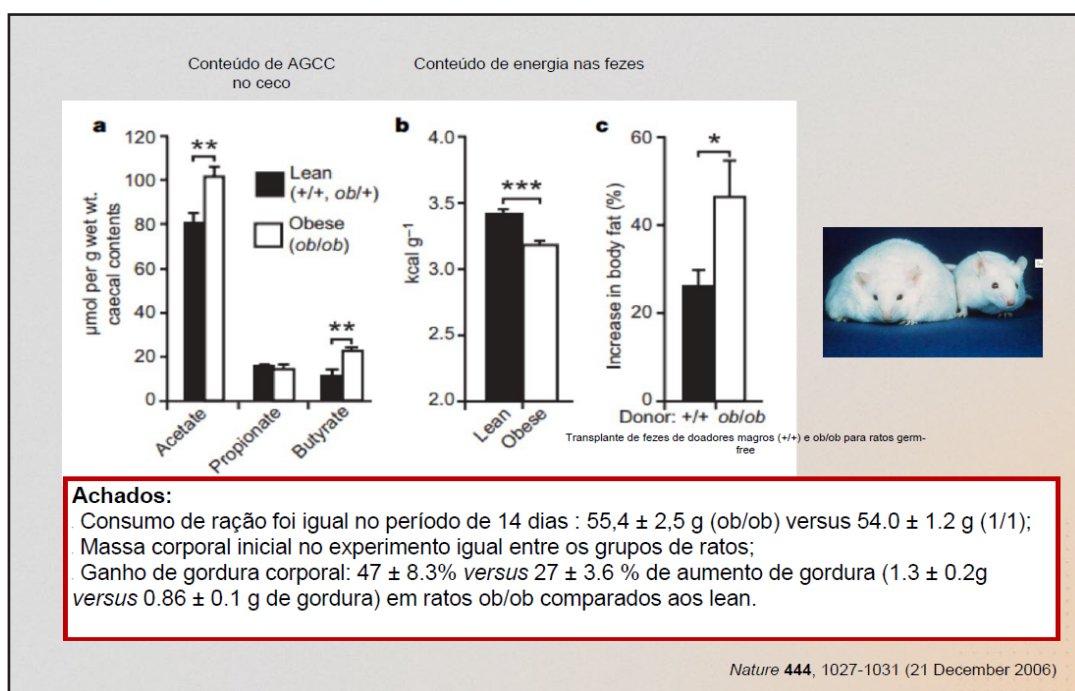 Conteúdo de AGCC
no ceco
Conteúdo de energia nas fezes
a
µmol per g wet wt.
caecal contents
120
100
80
60
40
20
0
**
**
Lean
(+/+, ob/+)
Obese
(ob/ob)
Acetate
Propionate
Butyrate
b
kcal g⁻¹
4.0
3.5
3.0
2.5
2.0
***
Lean
Obese
c
Increase in body fat (%)
60
40
20
0
*
Donor: +/+ ob/ob
Transplante de fezes de doadores magros (+/+) e ob/ob para ratos germ-
free
Achados:
. Consumo de ração foi igual no período de 14 dias : 55,4 ± 2,5 g (ob/ob) versus 54.0 ± 1.2 g (1/1);
. Massa corporal inicial no experimento igual entre os grupos de ratos;
. Ganho de gordura corporal: 47 ± 8.3% versus 27 ± 3.6 % de aumento de gordura (1.3 ± 0.2g
versus 0.86 ± 0.1 g de gordura) em ratos ob/ob comparados aos lean.
Nature 444, 1027-1031 (21 December 2006)